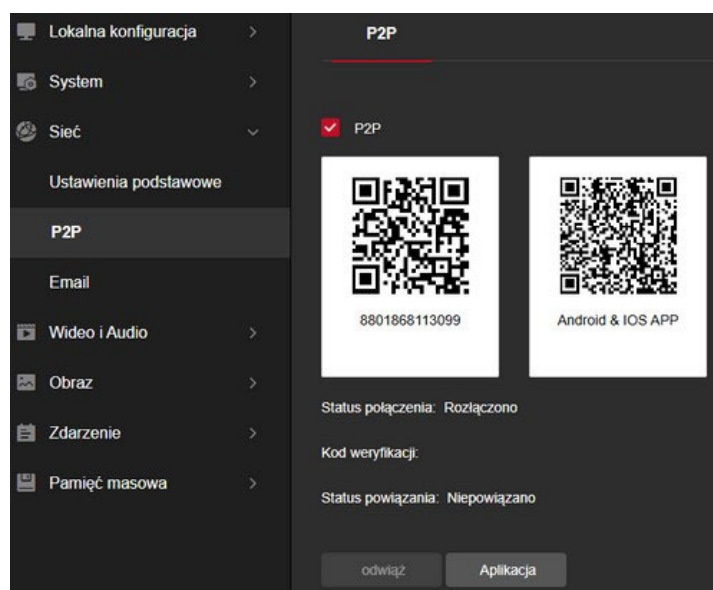 Lokalna konfiguracja
System
Sieć
Ustawienia podstawowe
P2P
Email
Wideo i Audio
Obraz
Zdarzenie
Pamięć masowa
P2P
P2P
8801868113099
Android & IOS APP
Status połączenia: Rozłączono
Kod weryfikacji:
Status powiązania: Niepowiązano
odwiąż
Aplikacja